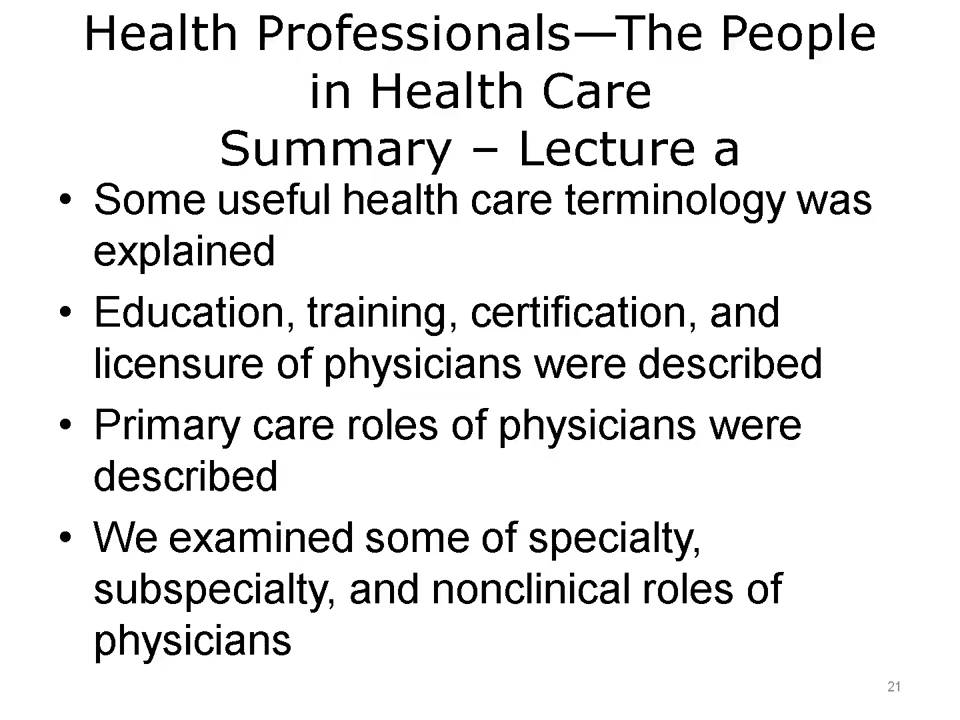 Health Professionals—The People
in Health Care
Summary – Lecture a
• Some useful health care terminology was
explained
• Education, training, certification, and
licensure of physicians were described
• Primary care roles of physicians were
described
• We examined some of specialty,
subspecialty, and nonclinical roles of
physicians
21